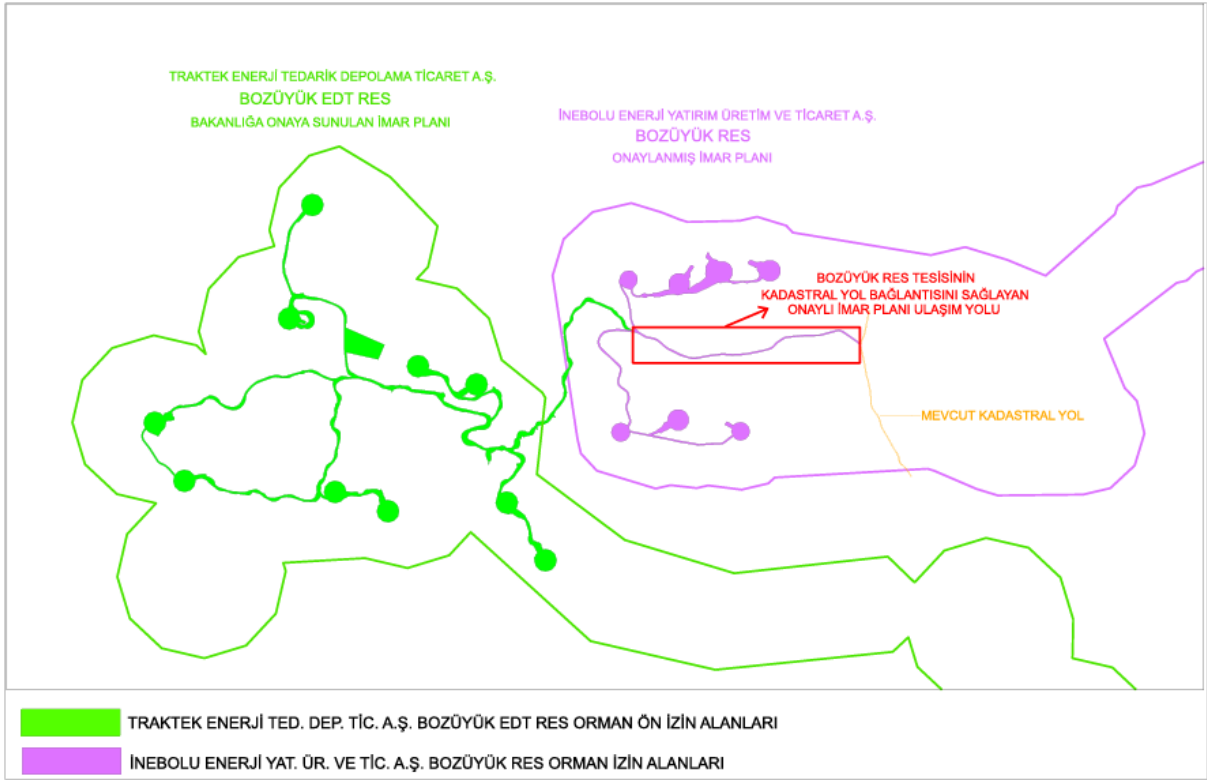 TRAKTEK ENERJİ TEDARİK DEPOLAMA TİCARET A.Ş.
BOZÜYÜK EDT RES
BAKANLIĞA ONAYA SUNULAN İMAR PLANI
İNEBOLU ENERJİ YATIRIM ÜRETİM VE TİCARET A.Ş.
BOZÜYÜK RES
ONAYLANMIŞ İMAR PLANI
BOZÜYÜK RES TESİSİNİN
KADASTRAL YOL BAĞLANTISINI SAĞLAYAN
ONAYLI İMAR PLANI ULAŞIM YOLU
MEVCUT KADASTRAL YOL
TRAKTEK ENERJİ TED. DEP. TİC. A.Ş. BOZÜYÜK EDT RES ORMAN ÖN İZİN ALANLARI
İNEBOLU ENERJİ YAT. ÜR. VE TİC. A.Ş. BOZÜYÜK RES ORMAN İZİN ALANLARI